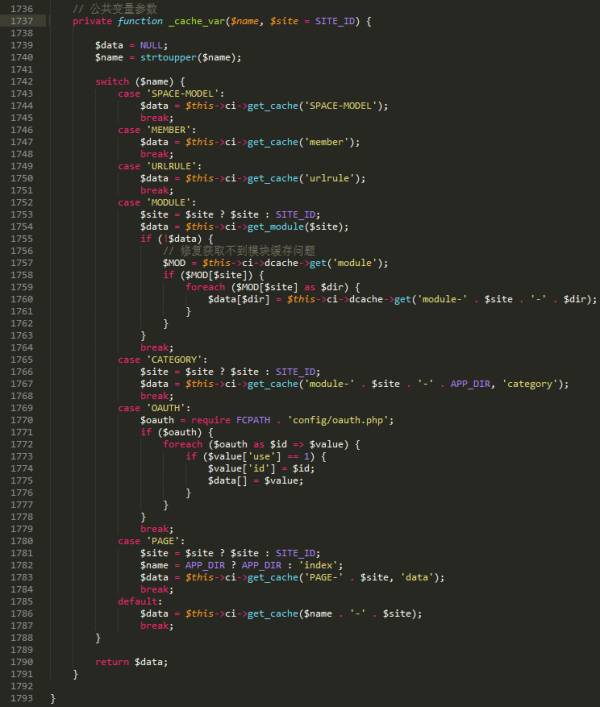 1736 // 公共变量参数
1737 private function _cache_var($name, $site = SITE_ID) {
1738
1739 $data = NULL;
1740 $name = strtoupper($name);
1741
1742 switch ($name) {
1743 case 'SPACE-MODEL':
1744 $data = $this->ci->get_cache('SPACE-MODEL');
1745 break;
1746 case 'MEMBER':
1747 $data = $this->ci->get_cache('member');
1748 break;
1749 case 'URLRULE':
1750 $data = $this->ci->get_cache('urlrule');
1751 break;
1752 case 'MODULE':
1753 $site = $site ? $site : SITE_ID;
1754 $data = $this->ci->get_module($site);
1755 if (!$data) {
1756 // 修复获取不到模块缓存问题
1757 $MOD = $this->ci->dcache->get('module');
1758 if ($MOD[$site]) {
1759 foreach ($MOD[$site] as $dir) {
1760 $data[$dir] = $this->ci->dcache->get('module-' . $site . '-' . $dir);
1761 }
1762 }
1763 }
1764 break;
1765 case 'CATEGORY':
1766 $site = $site ? $site : SITE_ID;
1767 $data = $this->ci->get_cache('module-' . $site . '-' . APP_DIR, 'category');
1768 break;
1769 case 'OAUTH':
1770 $oauth = require FCPATH . 'config/oauth.php';
1771 if ($oauth) {
1772 foreach ($oauth as $id => $value) {
1773 if ($value['use'] == 1) {
1774 $value['id'] = $id;
1775 $data[] = $value;
1776 }
1777 }
1778 }
1779 break;
1780 case 'PAGE':
1781 $site = $site ? $site : SITE_ID;
1782 $name = APP_DIR ? APP_DIR : 'index';
1783 $data = $this->ci->get_cache('PAGE-' . $site, 'data');
1784 break;
1785 default:
1786 $data = $this->ci->get_cache($name . '-' . $site);
1787 break;
1788 }
1789
1790 return $data;
1791 }
1792
1793 }